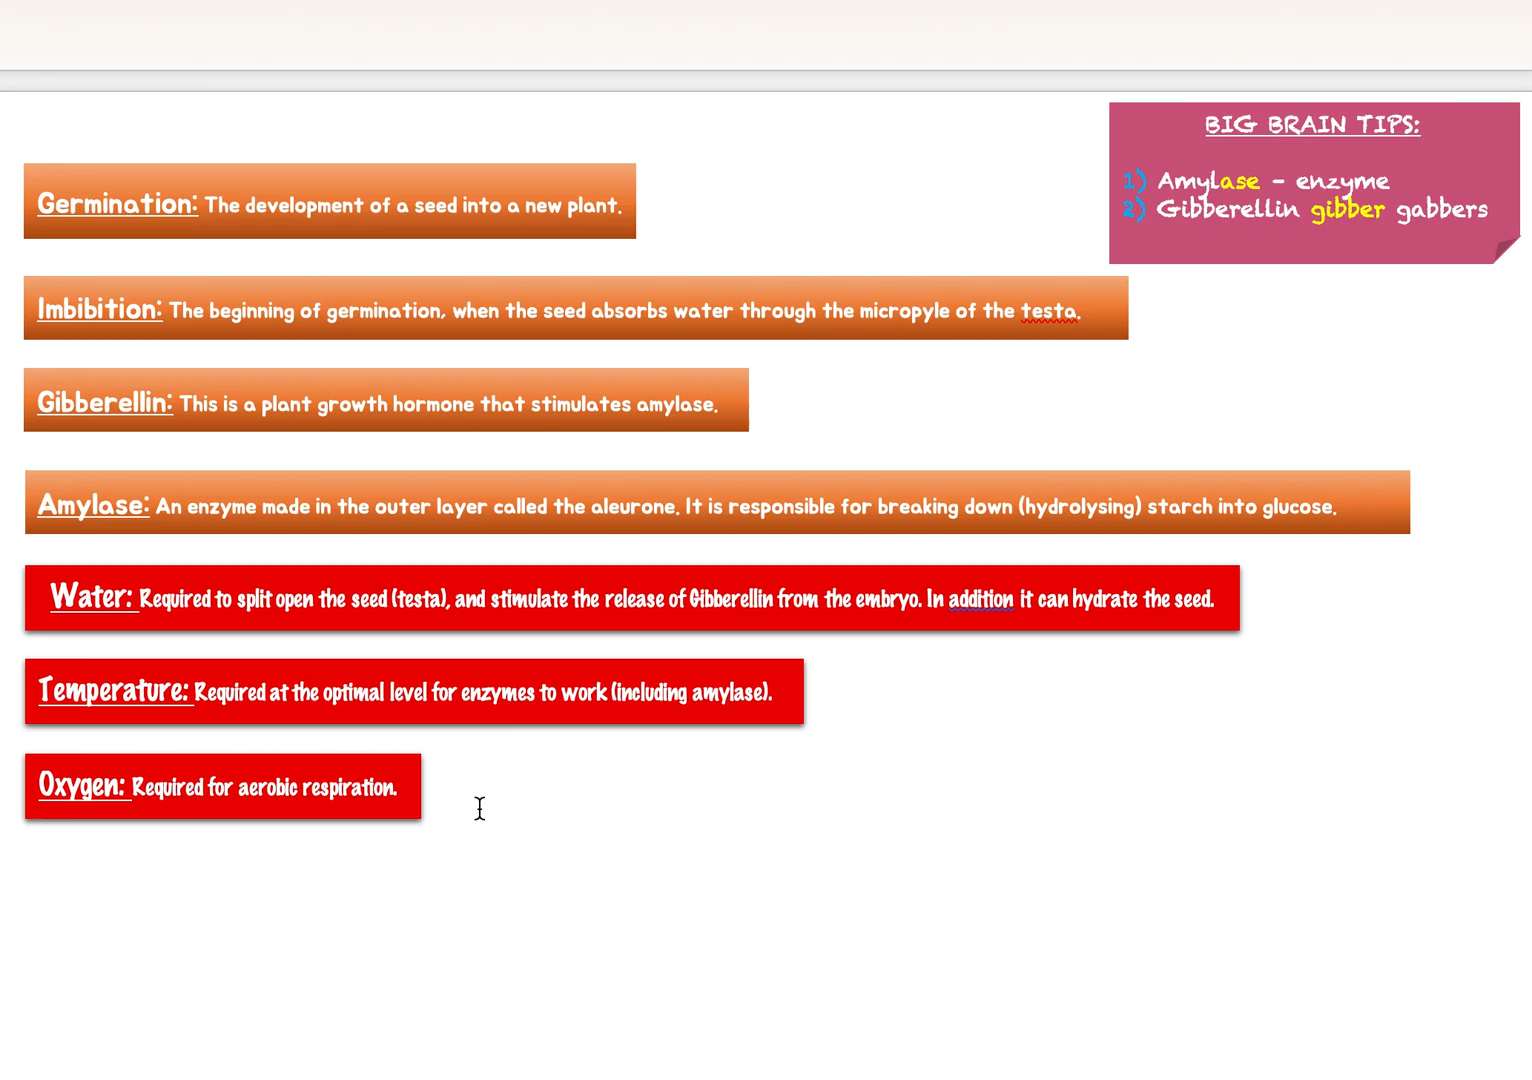 BIG BRAIN TIPS:
1) Amylase - enzyme
2) Gibberellin gibber gabbers
Germination: The development of a seed into a new plant.
Imbibition: The beginning of germination, when the seed absorbs water through the micropyle of the testa.
Gibberellin: This is a plant growth hormone that stimulates amylase.
Amylase: An enzyme made in the outer layer called the aleurone. It is responsible for breaking down (hydrolysing) starch into glucose.
Water: Required to split open the seed (testa), and stimulate the release of Gibberellin from the embryo. In addition it can hydrate the seed.
Temperature: Required at the optimal level for enzymes to work (including amylase).
Oxygen: Required for aerobic respiration.